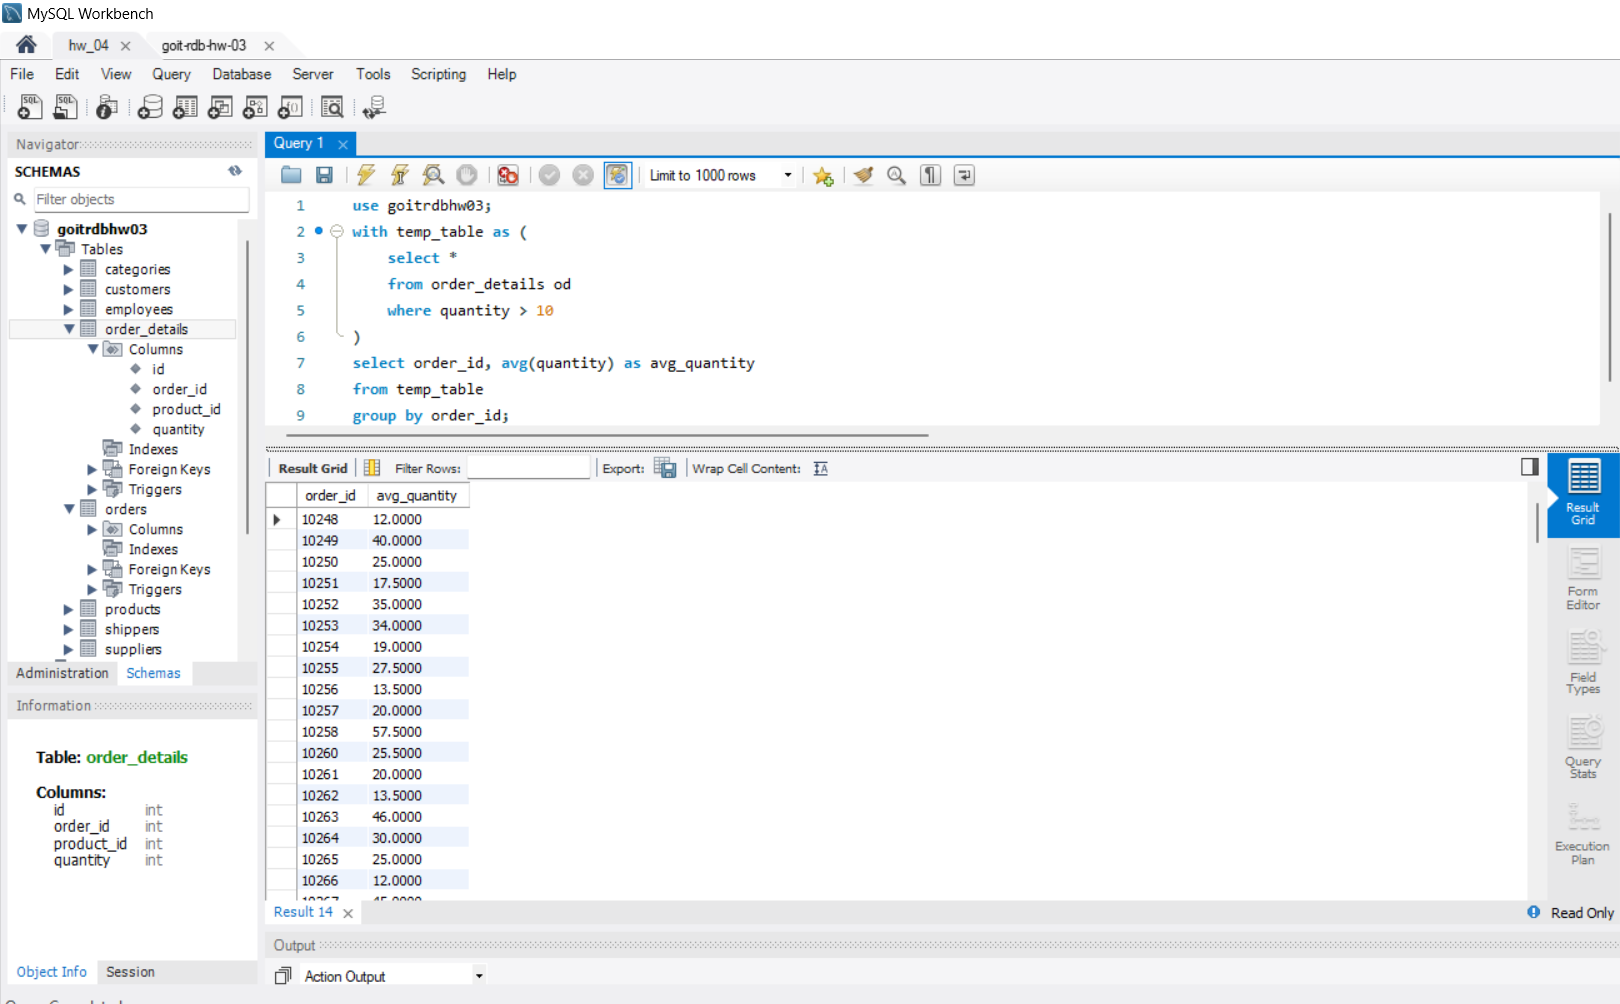 MySQL Workbench
hw_04
goit-rdb-hw-03
File Edit View Query Database Server Tools Scripting Help
Navigator
SCHEMAS
Filter objects
goitrdbhw03
Tables
categories
customers
employees
order_details
Columns
id
order_id
product_id
quantity
Indexes
Foreign Keys
Triggers
orders
Columns
Indexes
Foreign Keys
Triggers
products
shippers
suppliers
Administration Schemas
Information
Table: order_details
Columns:
id int
order_id int
product_id int
quantity int
Object Info Session
Query 1
Limit to 1000 rows
1 use goitrdbhw03;
2 with temp_table as (
3 select *
4 from order_details od
5 where quantity > 10
6 )
7 select order_id, avg(quantity) as avg_quantity
8 from temp_table
9 group by order_id;
Result Grid Filter Rows: Export: Wrap Cell Content:
order_id avg_quantity
10248 12.0000
10249 40.0000
10250 25.0000
10251 17.5000
10252 35.0000
10253 34.0000
10254 19.0000
10255 27.5000
10256 13.5000
10257 20.0000
10258 57.5000
10260 25.5000
10261 20.0000
10262 13.5000
10263 46.0000
10264 30.0000
10265 25.0000
10266 12.0000
Result
Grid
Form
Editor
Field
Types
Query
Stats
Execution
Plan
Result 14
Read Only
Output
Action Output